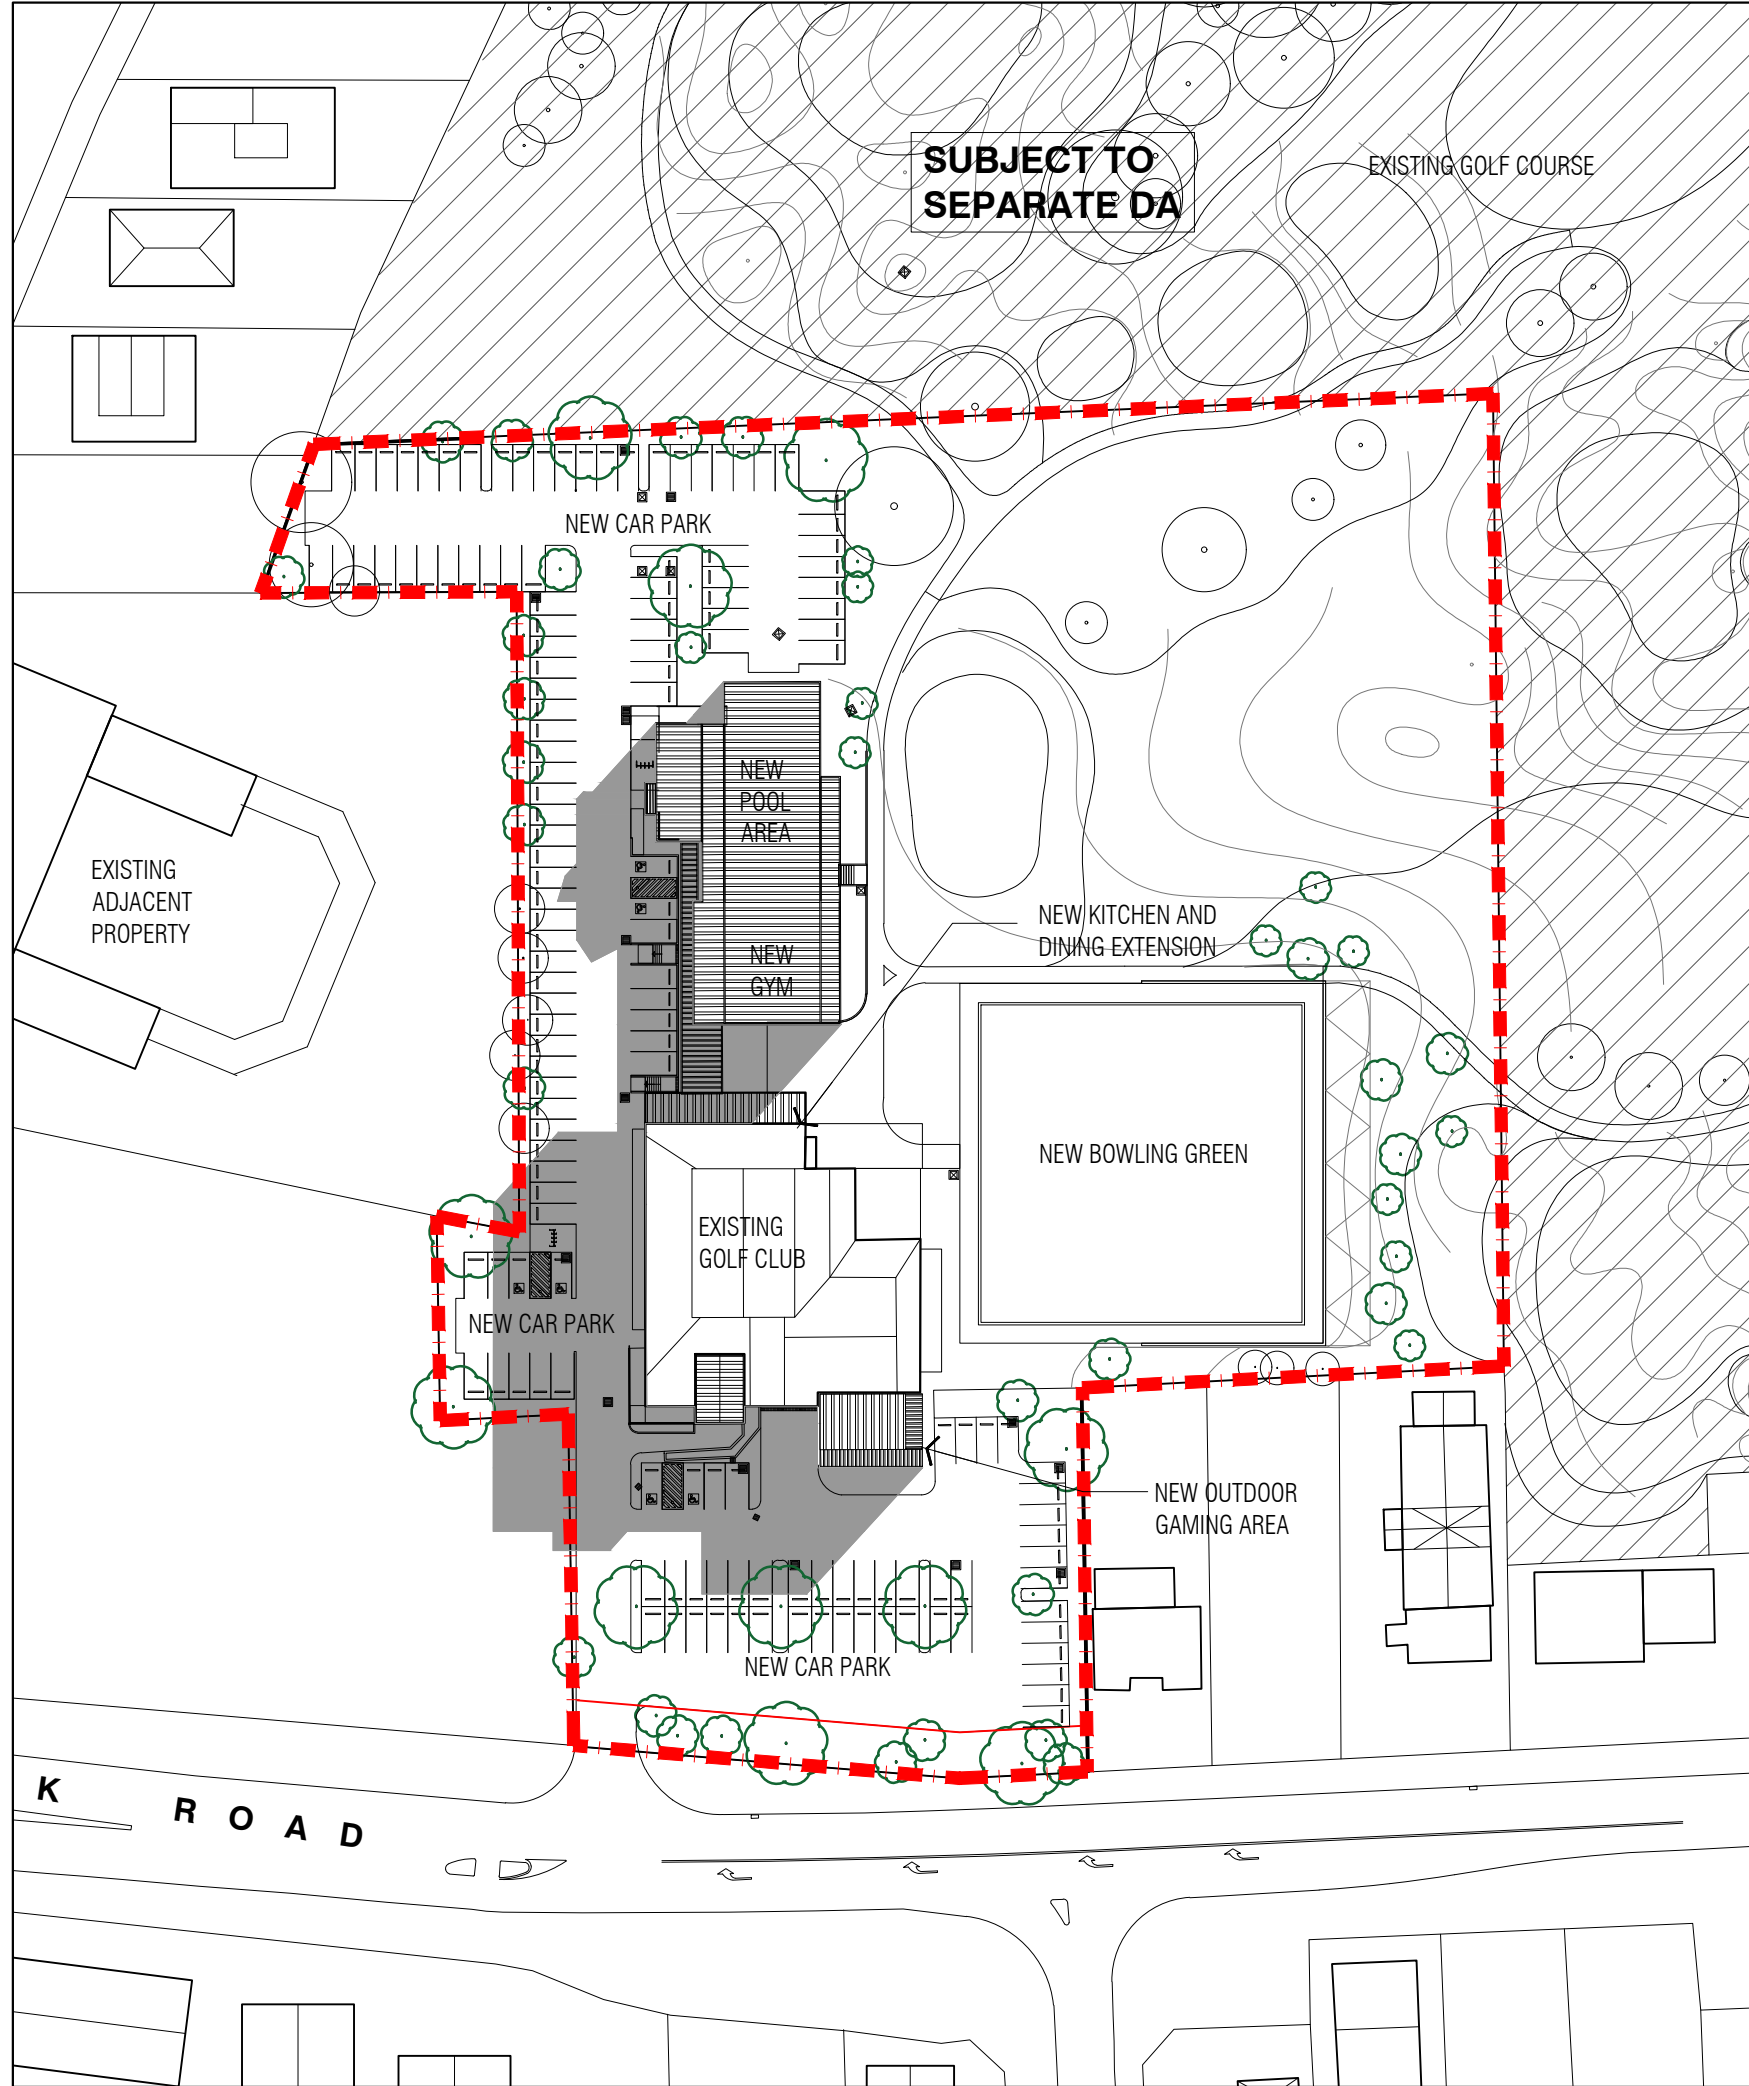 SUBJECT TO
SEPARATE DA
EXISTING GOLF COURSE
NEW CAR PARK
NEW
POOL
AREA
EXISTING
ADJACENT
PROPERTY
NEW KITCHEN AND
DINING EXTENSION
NEW
GYM
NEW BOWLING GREEN
EXISTING
GOLF CLUB
NEW CAR PARK
NEW OUTDOOR
GAMING AREA
NEW CAR PARK
K ROAD